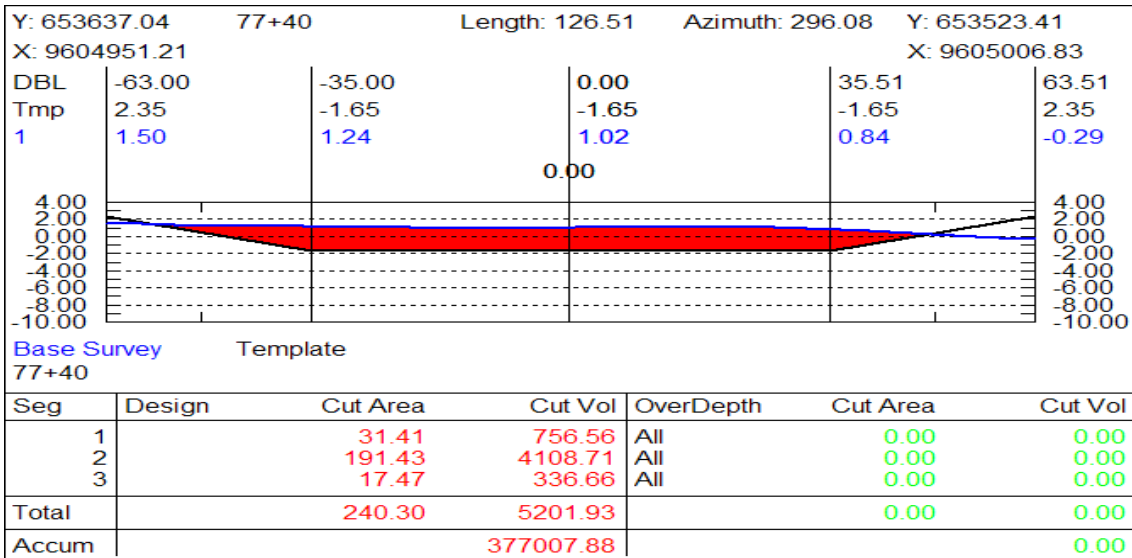 Y: 653637.04 77+40 Length: 126.51 Azimuth: 296.08 Y: 653523.41
X: 9604951.21 X: 9605006.83
DBL -63.00 -35.00 0.00 35.51 63.51
Tmp 2.35 -1.65 -1.65 -1.65 2.35
1 1.50 1.24 1.02 0.84 -0.29
0.00
4.00 4.00
2.00 2.00
0.00 0.00
-2.00 -2.00
-4.00 -4.00
-6.00 -6.00
-8.00 -8.00
-10.00 -10.00
Base Survey Template
77+40
Seg Design Cut Area Cut Vol OverDepth Cut Area Cut Vol
1 31.41 756.56 All 0.00 0.00
2 191.43 4108.71 All 0.00 0.00
3 17.47 336.66 All 0.00 0.00
Total 240.30 5201.93 0.00 0.00
Accum 377007.88 0.00